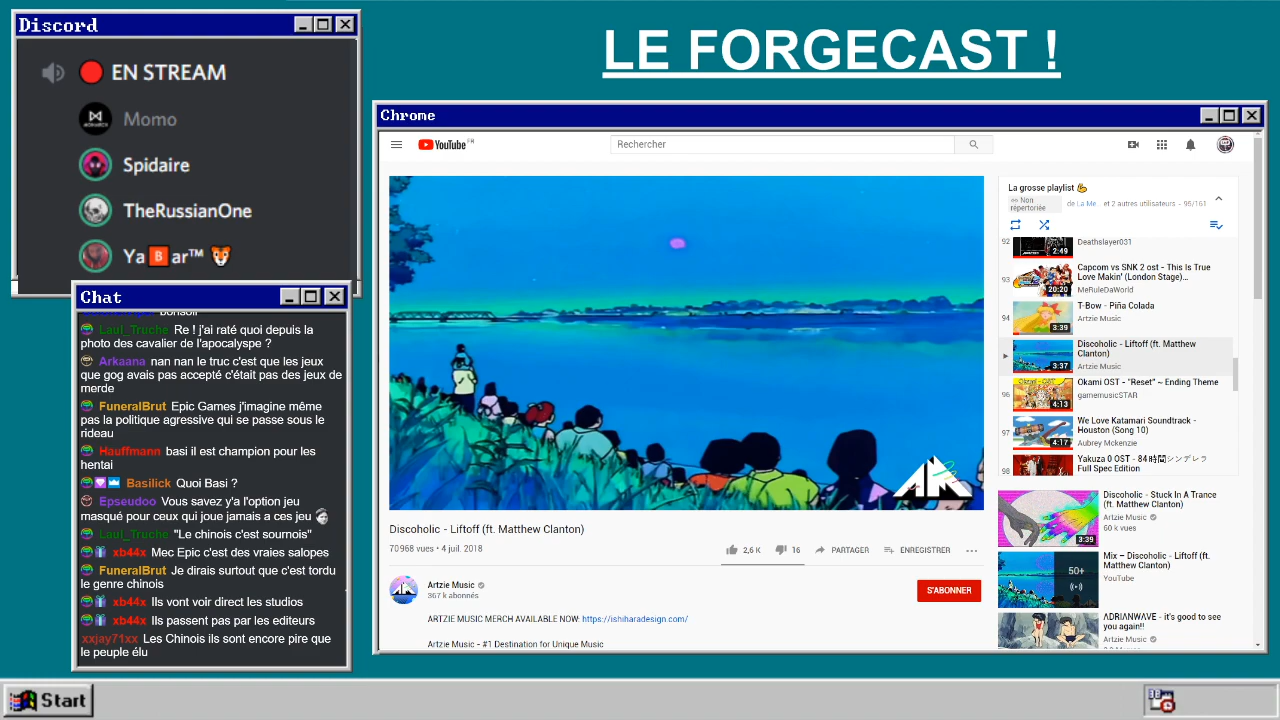 Discord
EN STREAM
Momo
Spidaire
TheRussianOne
Ya🅱ar™ 🐯
LE FORGECAST !
Chat
bonsoir
Laul_Truche Re ! j'ai raté quoi depuis la
photo des cavalier de l'apocalyspe ?
Arkaana nan nan le truc c'est que les jeux
que gog avais pas accepté c'était pas des jeux de
merde
FuneralBrut Epic Games j'imagine même
pas la politique agressive qui se passe sous le
rideau
Hauffmann basi il est champion pour les
hentai
Basilick Quoi Basi ?
Epseudoo Vous savez y'a l'option jeu
masqué pour ceux qui joue jamais a ces jeu
Laul_Truche "Le chinois c'est sournois"
xb44x Mec Epic c'est des vraies salopes
FuneralBrut Je dirais surtout que c'est tordu
le genre chinois
xb44x Ils vont voir direct les studios
xb44x Ils passent pas par les editeurs
xxjay71xx Les Chinois ils sont encore pire que
le peuple élu
Chrome
YouTube FR
Rechercher
AK
Discoholic - Liftoff (ft. Matthew Clanton)
70 968 vues • 4 juil. 2018
2,6 K
16
PARTAGER
ENREGISTRER
Artzie Music
367 k abonnés
S'ABONNER
ARTZIE MUSIC MERCH AVAILABLE NOW: https://ishiharadesign.com/
Artzie Music - #1 Destination for Unique Music
La grosse playlist 💪
Non
répertoriée
de La Me... et 2 autres utilisateurs - 95/161
92
2:49
Deathslayer031
93
20:20
Capcom vs SNK 2 ost - This Is True
Love Makin' (London Stage)...
MeRuleDaWorld
94
3:39
T-Bow - Piña Colada
Artzie Music
3:37
Discoholic - Liftoff (ft. Matthew
Clanton)
Artzie Music
96
4:13
Okami OST - "Reset" ~ Ending Theme
gamemusicSTAR
97
4:17
We Love Katamari Soundtrack -
Houston (Song 10)
Aubrey Mckenzie
98
Yakuza 0 OST - 84 時間シンデレラ
Full Spec Edition
3:39
Discoholic - Stuck In A Trance
(ft. Matthew Clanton)
Artzie Music
60 k vues
50+
Mix – Discoholic - Liftoff (ft.
Matthew Clanton)
YouTube
ΛDRIANWΛVE - it's good to see
you again!!
Artzie Music
Start